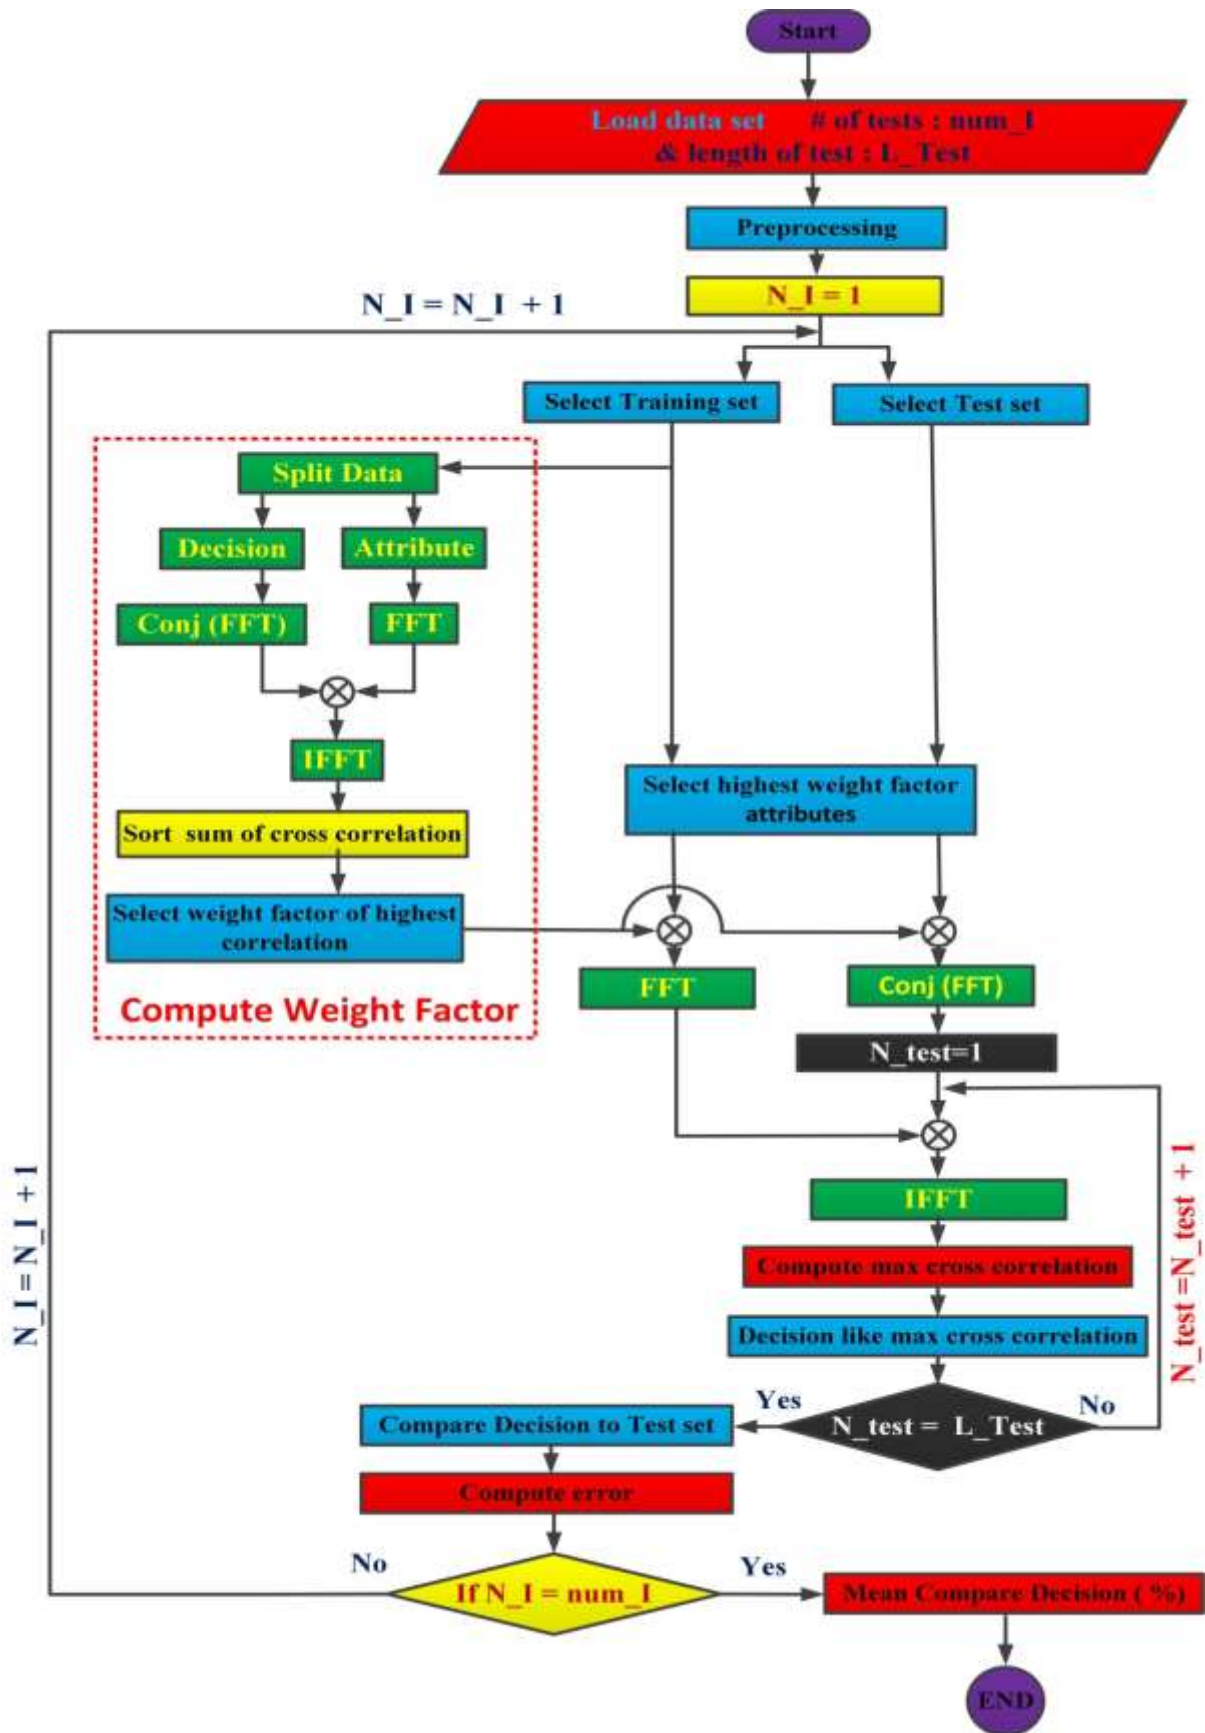 Start
Load data set # of tests : num_I
& length of test : L_Test
Preprocessing
N_I = 1
N_I = N_I + 1
Select Training set
Select Test set
Split Data
Decision
Attribute
Conj (FFT)
FFT
IFFT
Sort sum of cross correlation
Select weight factor of highest
correlation
Compute Weight Factor
Select highest weight factor
attributes
FFT
Conj (FFT)
N_test=1
IFFT
Compute max cross correlation
Decision like max cross correlation
N_test = L_Test
Yes
No
N_test =N_test + 1
Compare Decision to Test set
Compute error
If N_I = num_I
No
Yes
N_I = N_I + 1
Mean Compare Decision ( %)
END